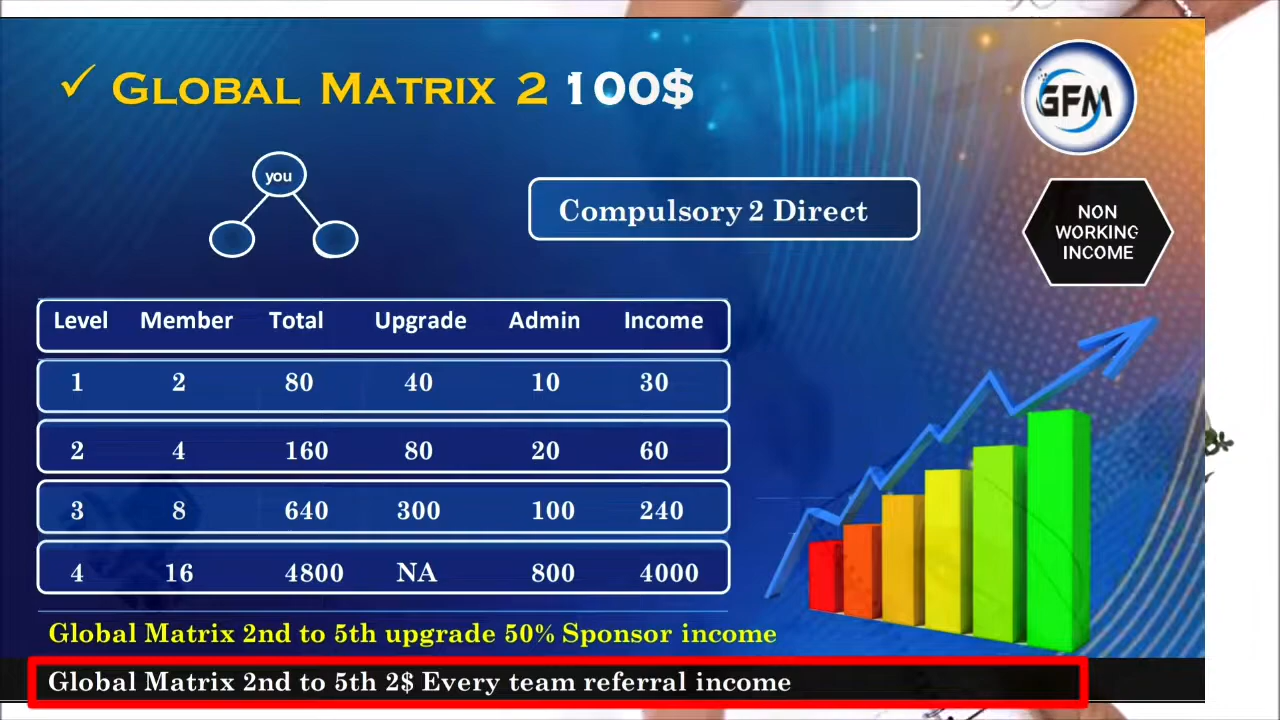 ✓ GLOBAL MATRIX 2 100$
GFM
you
Compulsory 2 Direct
NON
WORKING
INCOME
Level Member Total Upgrade Admin Income
1 2 80 40 10 30
2 4 160 80 20 60
3 8 640 300 100 240
4 16 4800 NA 800 4000
Global Matrix 2nd to 5th upgrade 50% Sponsor income
Global Matrix 2nd to 5th 2$ Every team referral income